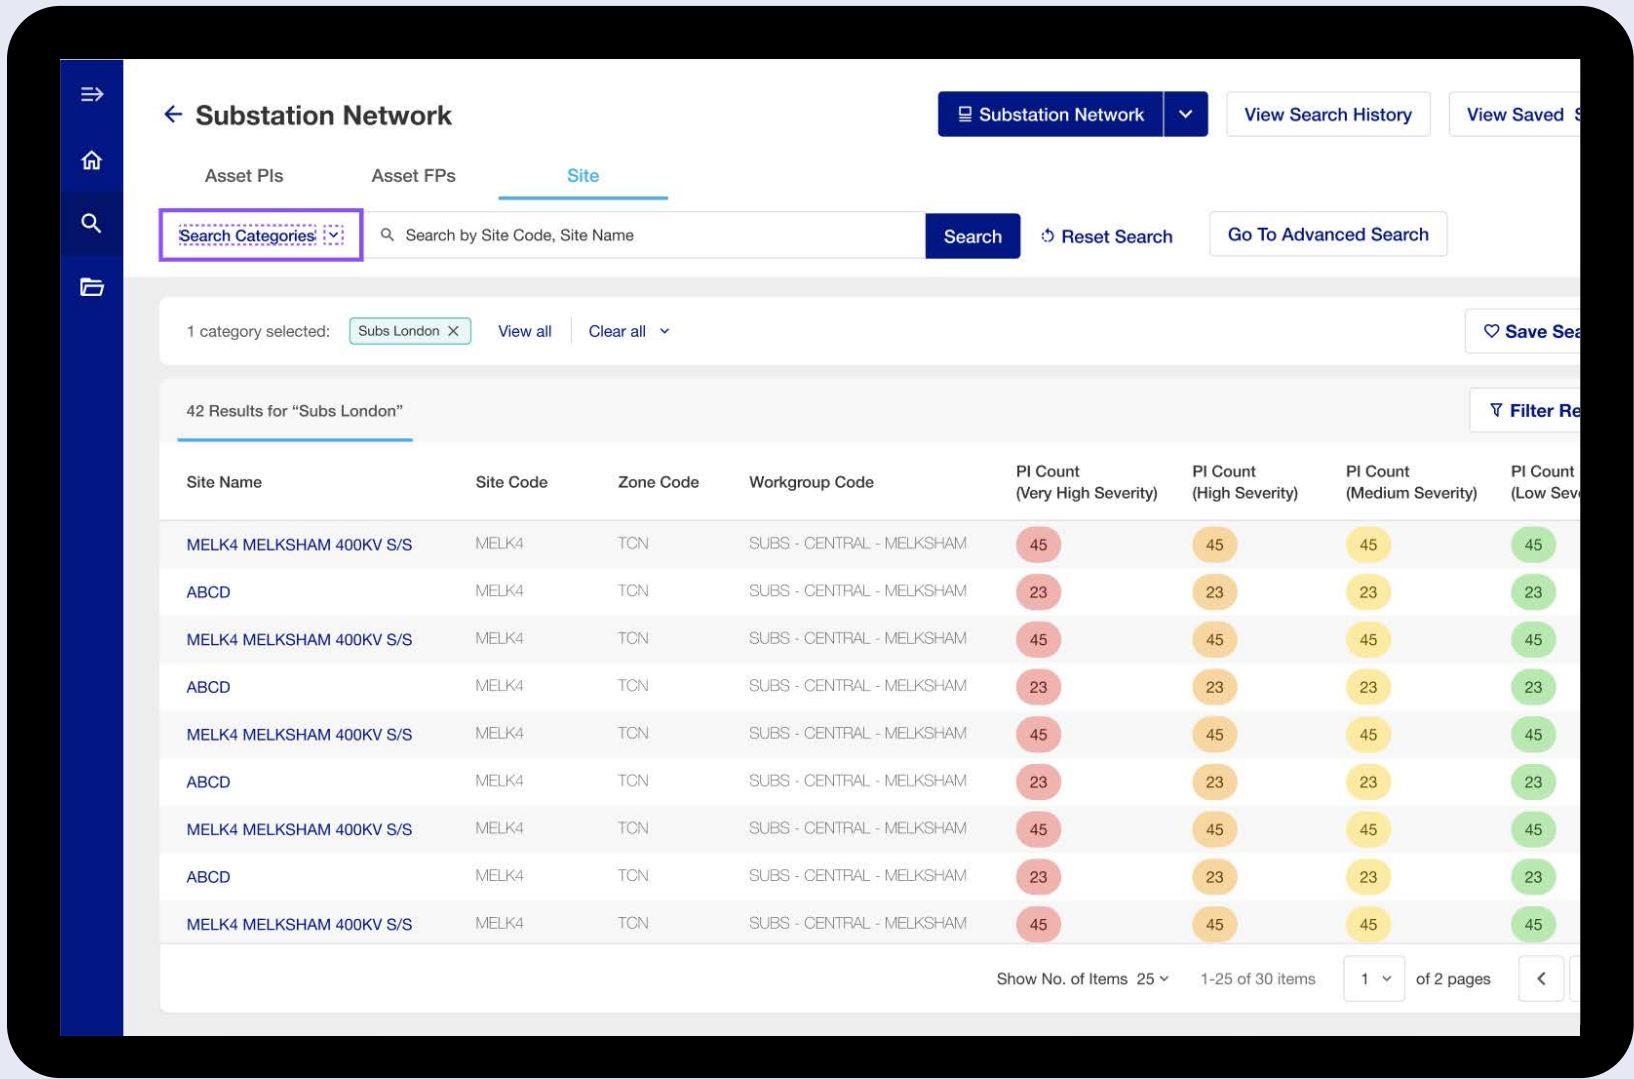 Substation Network
Substation Network
View Search History
View Saved
Asset PIs
Asset FPs
Site
Search Categories
Search by Site Code, Site Name
Search
Reset Search
Go To Advanced Search
1 category selected:
Subs London
View all
Clear all
Save
42 Results for “Subs London”
Filter
Site Name
Site Code
Zone Code
Workgroup Code
PI Count
(Very High Severity)
PI Count
(High Severity)
PI Count
(Medium Severity)
PI Count
(Low
MELK4 MELKSHAM 400KV S/S MELK4 TCN SUBS - CENTRAL - MELKSHAM 45 45 45 45
ABCD MELK4 TCN SUBS - CENTRAL - MELKSHAM 23 23 23 23
MELK4 MELKSHAM 400KV S/S MELK4 TCN SUBS - CENTRAL - MELKSHAM 45 45 45 45
ABCD MELK4 TCN SUBS - CENTRAL - MELKSHAM 23 23 23 23
MELK4 MELKSHAM 400KV S/S MELK4 TCN SUBS - CENTRAL - MELKSHAM 45 45 45 45
ABCD MELK4 TCN SUBS - CENTRAL - MELKSHAM 23 23 23 23
MELK4 MELKSHAM 400KV S/S MELK4 TCN SUBS - CENTRAL - MELKSHAM 45 45 45 45
ABCD MELK4 TCN SUBS - CENTRAL - MELKSHAM 23 23 23 23
MELK4 MELKSHAM 400KV S/S MELK4 TCN SUBS - CENTRAL - MELKSHAM 45 45 45 45
Show No. of Items 25
1-25 of 30 items
1
of 2 pages